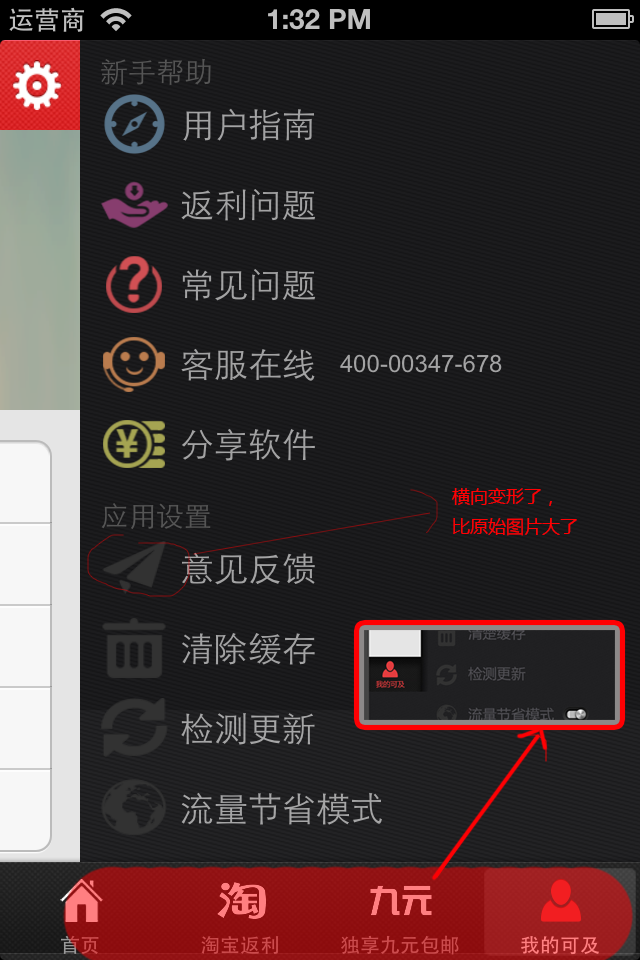 运营商
1:32 PM
新手帮助
用户指南
返利问题
常见问题
客服在线 400-00347-678
分享软件
应用设置
横向变形了，
比原始图片大了
意见反馈
清除缓存
清楚缓存
检测更新
我的可及
流量节省模式
检测更新
流量节省模式
淘
九元
首页
淘宝返利
独享九元包邮
我的可及